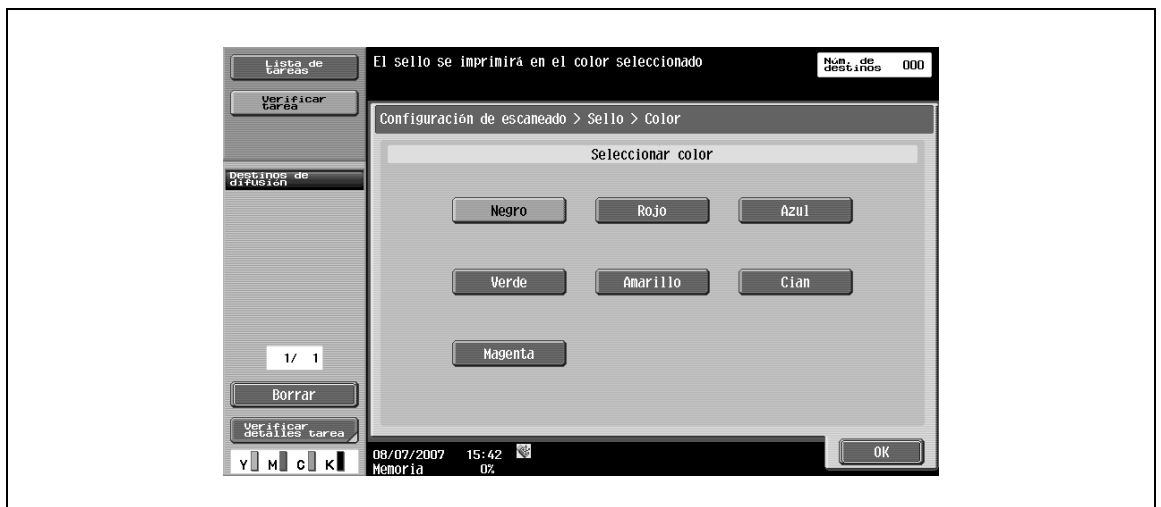 Lista de
tareas
Verificar
tarea
Destinos de
difusión
1/ 1
Borrar
Verificar
detalles tarea
Y M C K
El sello se imprimirá en el color seleccionado
Núm. de
destinos 000
Configuración de escaneado > Sello > Color
Seleccionar color
Negro Rojo Azul
Verde Amarillo Cian
Magenta
08/07/2007 15:42
Memoria 0%
OK